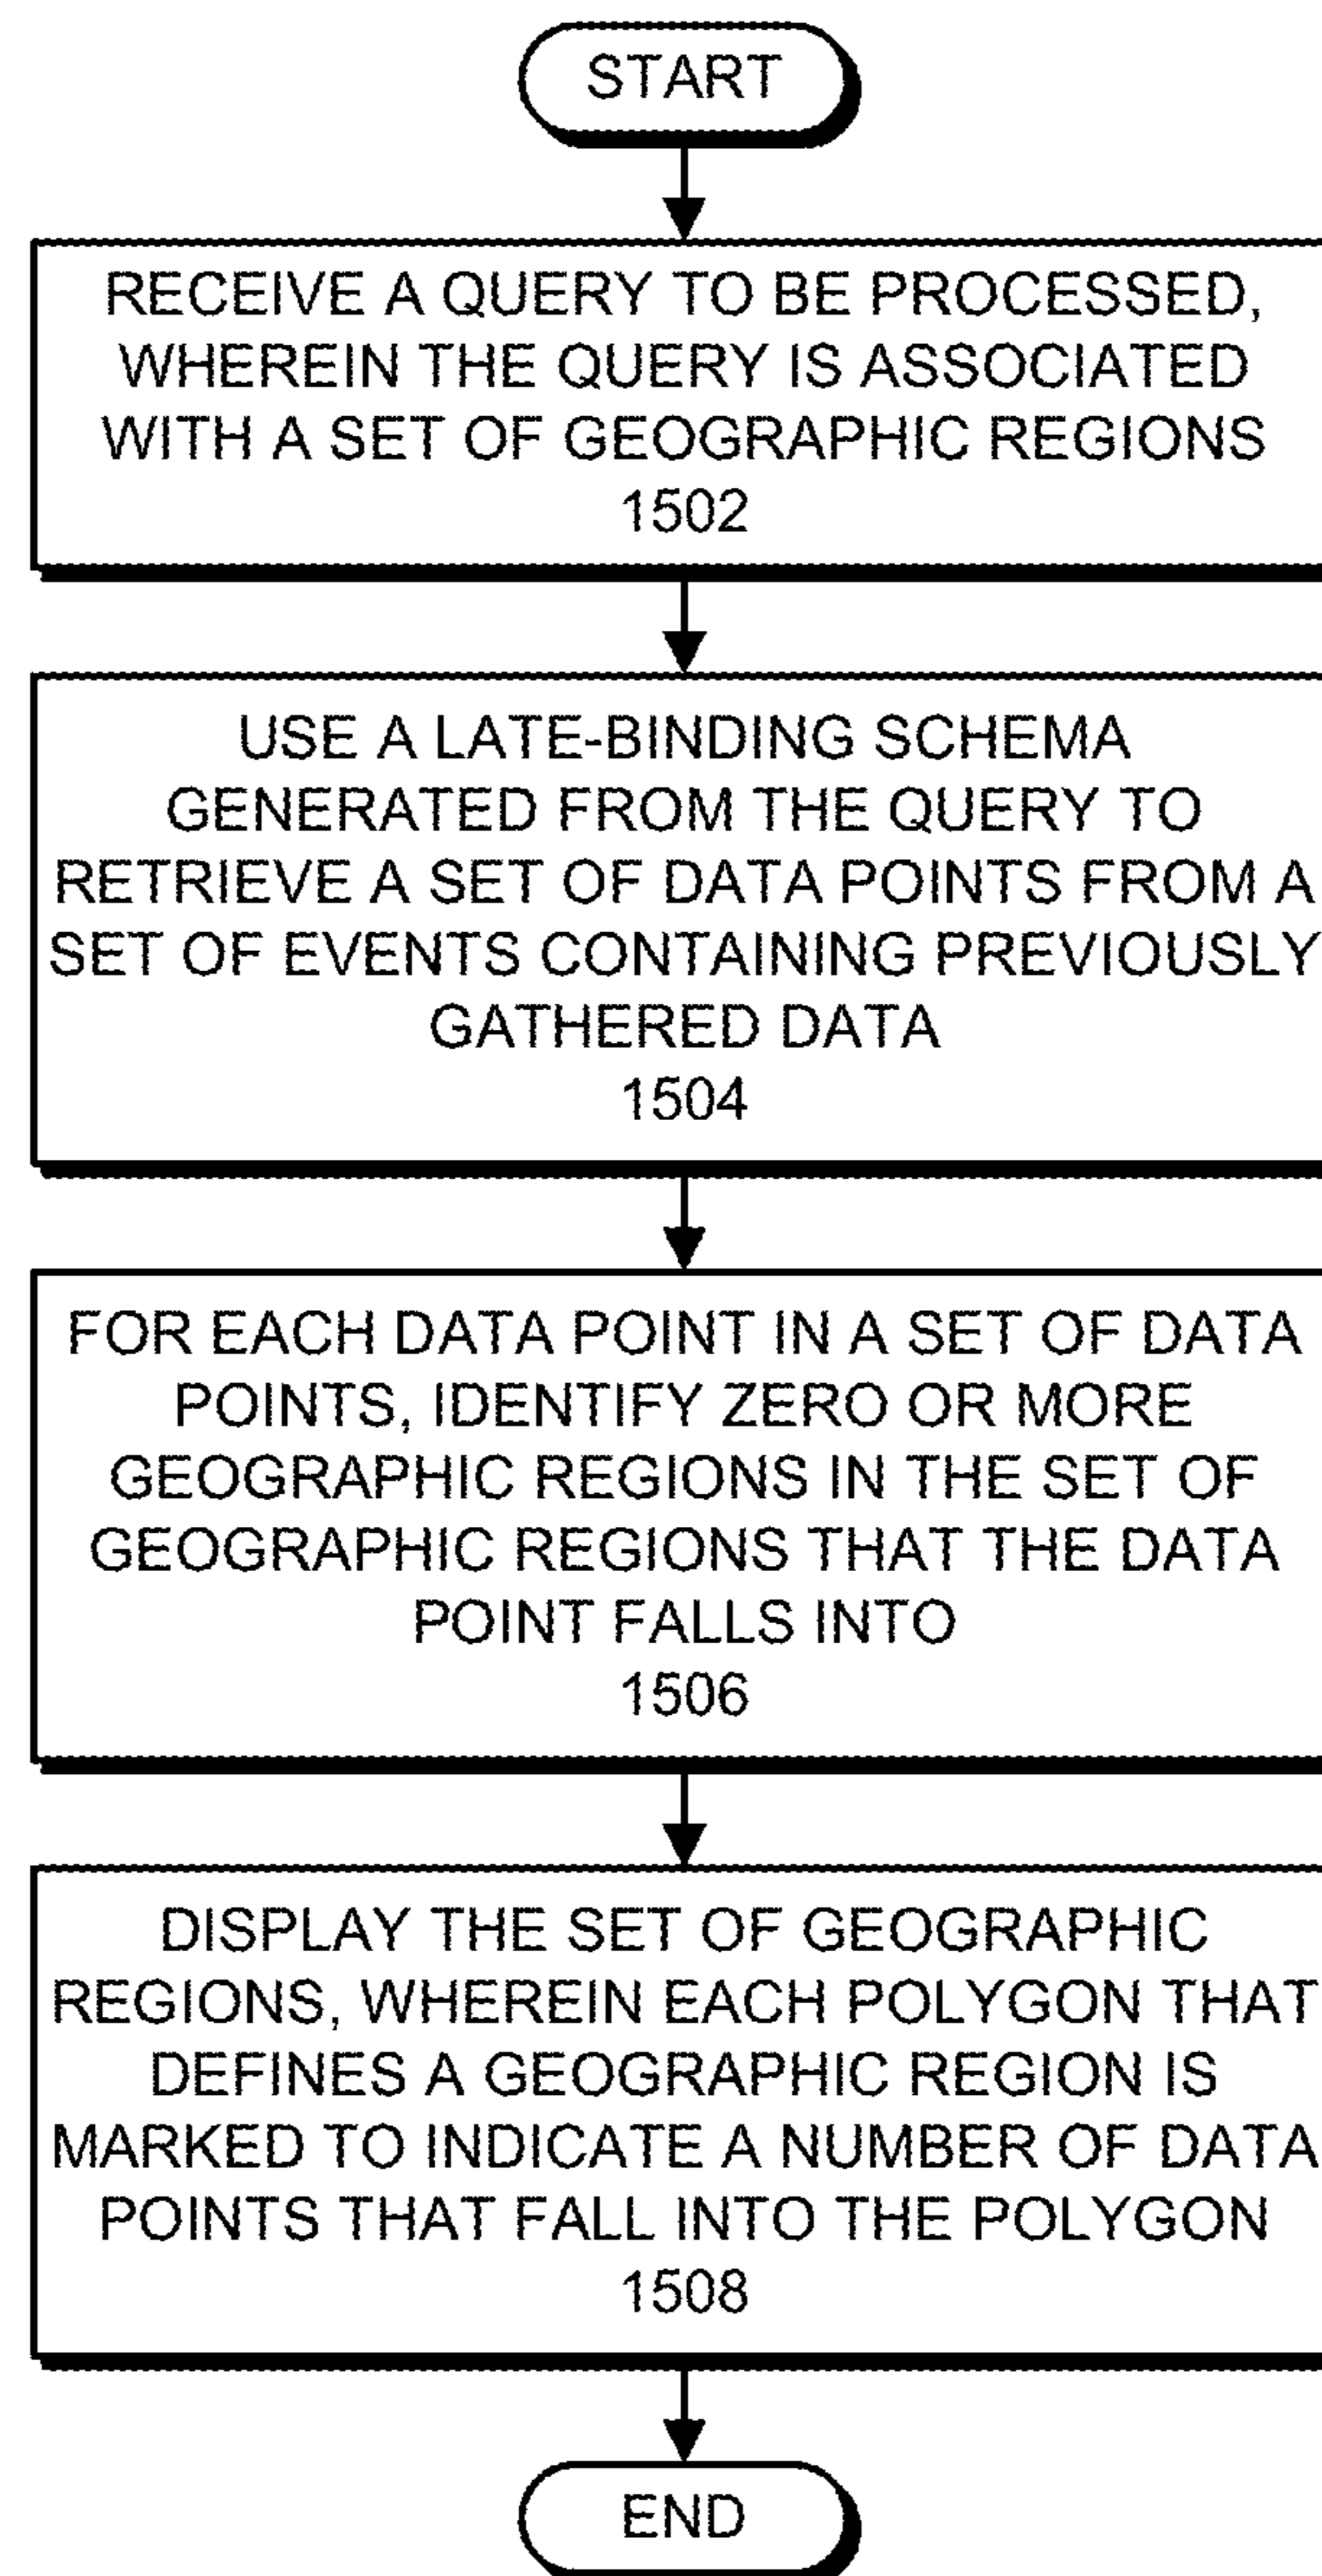 START
RECEIVE A QUERY TO BE PROCESSED,
WHEREIN THE QUERY IS ASSOCIATED
WITH A SET OF GEOGRAPHIC REGIONS
1502
USE A LATE-BINDING SCHEMA
GENERATED FROM THE QUERY TO
RETRIEVE A SET OF DATA POINTS FROM A
SET OF EVENTS CONTAINING PREVIOUSLY
GATHERED DATA
1504
FOR EACH DATA POINT IN A SET OF DATA
POINTS, IDENTIFY ZERO OR MORE
GEOGRAPHIC REGIONS IN THE SET OF
GEOGRAPHIC REGIONS THAT THE DATA
POINT FALLS INTO
1506
DISPLAY THE SET OF GEOGRAPHIC
REGIONS, WHEREIN EACH POLYGON THAT
DEFINES A GEOGRAPHIC REGION IS
MARKED TO INDICATE A NUMBER OF DATA
POINTS THAT FALL INTO THE POLYGON
1508
END